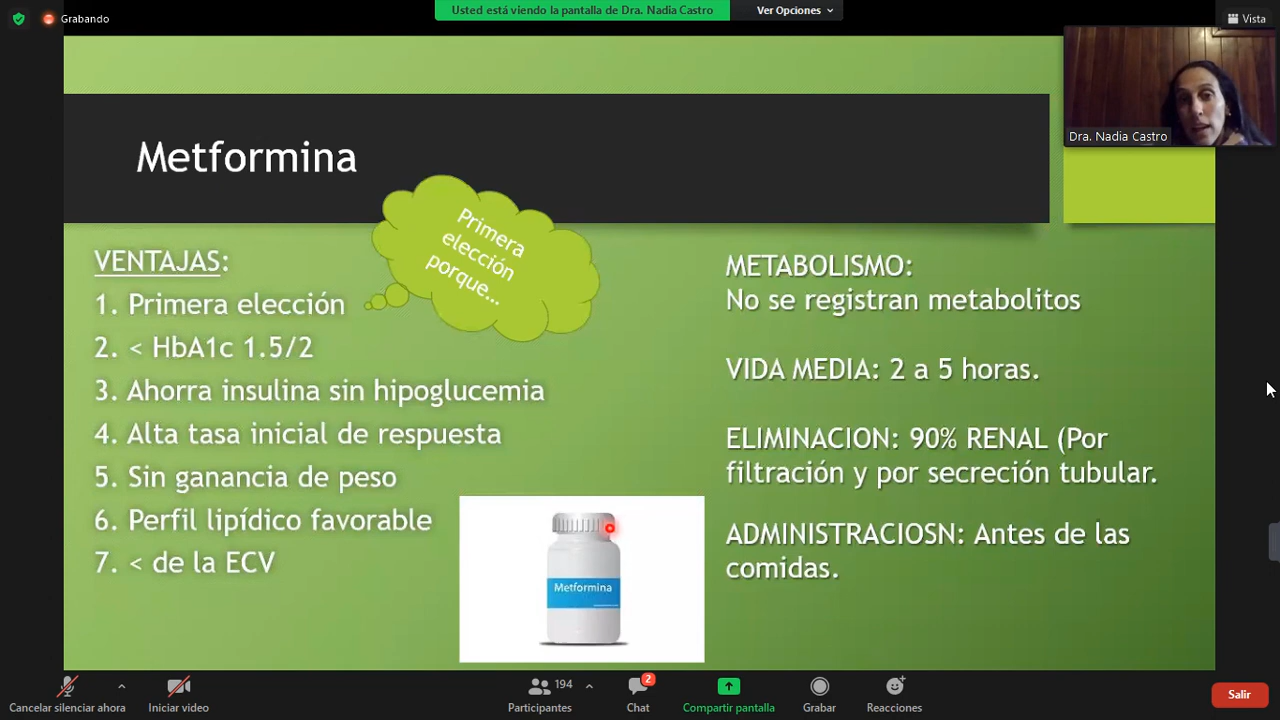 Grabando
Usted está viendo la pantalla de Dra. Nadia Castro
Ver Opciones
Vista
Dra. Nadia Castro
Metformina
Primera
elección
porque...
VENTAJAS:
1. Primera elección
2. < HbA1c 1.5/2
3. Ahorra insulina sin hipoglucemia
4. Alta tasa inicial de respuesta
5. Sin ganancia de peso
6. Perfil lipídico favorable
7. < de la ECV
Metformina
METABOLISMO:
No se registran metabolitos
VIDA MEDIA: 2 a 5 horas.
ELIMINACION: 90% RENAL (Por
filtración y por secreción tubular.
ADMINISTRACIOSN: Antes de las
comidas.
Cancelar silenciar ahora
Iniciar video
194
Participantes
2
Chat
Compartir pantalla
Grabar
Reacciones
Salir